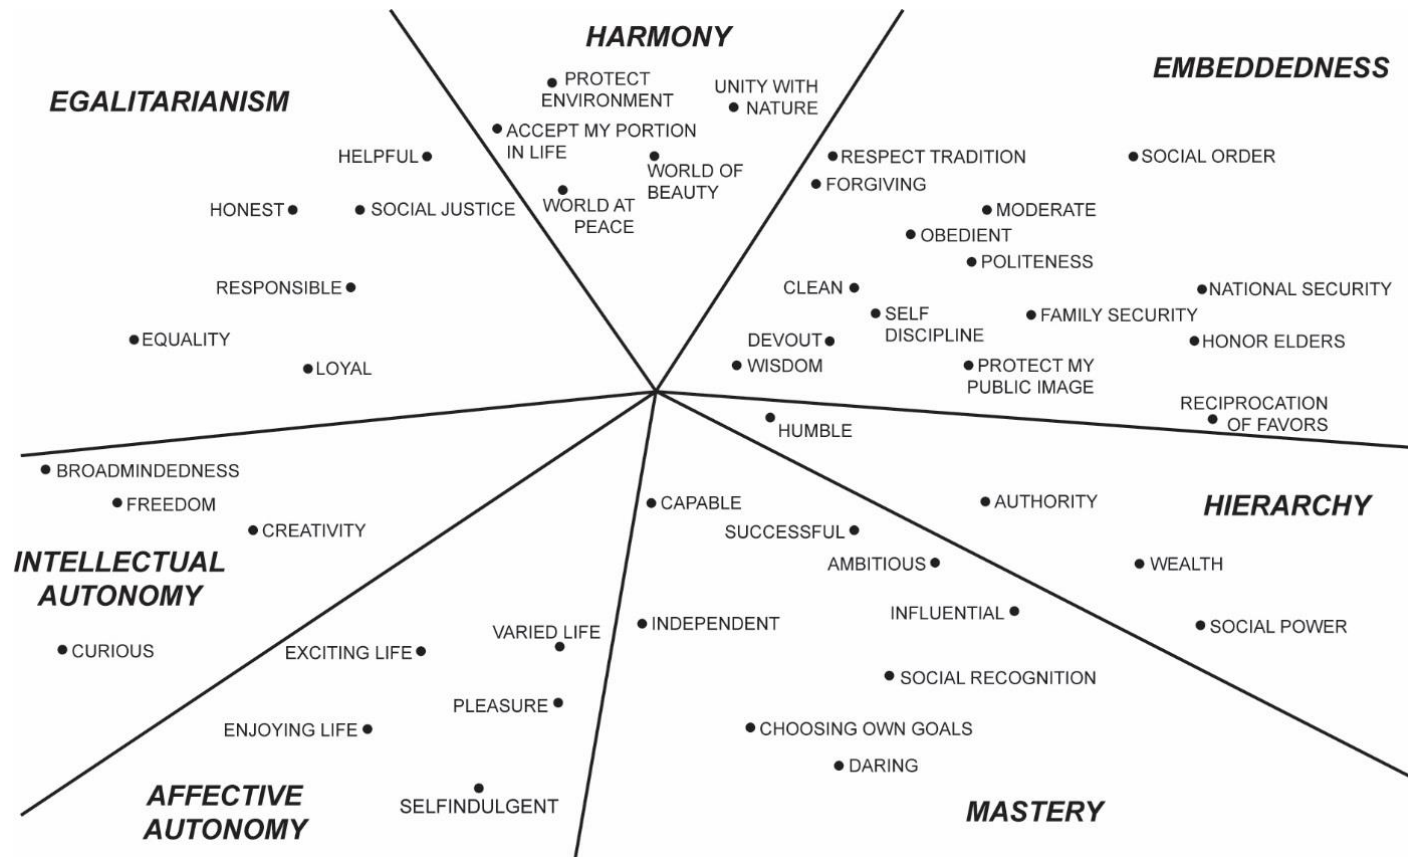 HARMONY
EMBEDDEDNESS
EGALITARIANISM
PROTECT
ENVIRONMENT
UNITY WITH
NATURE
ACCEPT MY PORTION
IN LIFE
WORLD OF
BEAUTY
WORLD AT
PEACE
HELPFUL
HONEST
SOCIAL JUSTICE
RESPONSIBLE
EQUALITY
LOYAL
RESPECT TRADITION
SOCIAL ORDER
FORGIVING
MODERATE
OBEDIENT
POLITENESS
CLEAN
NATIONAL SECURITY
SELF
DISCIPLINE
FAMILY SECURITY
DEVOUT
HONOR ELDERS
WISDOM
PROTECT MY
PUBLIC IMAGE
RECIPROCATION
OF FAVORS
HUMBLE
BROADMINDEDNESS
FREEDOM
CREATIVITY
INTELLECTUAL
AUTONOMY
CURIOUS
CAPABLE
SUCCESSFUL
AMBITIOUS
INFLUENTIAL
INDEPENDENT
SOCIAL RECOGNITION
CHOOSING OWN GOALS
DARING
MASTERY
AUTHORITY
HIERARCHY
WEALTH
SOCIAL POWER
VARIED LIFE
EXCITING LIFE
PLEASURE
ENJOYING LIFE
SELFINDULGENT
AFFECTIVE
AUTONOMY